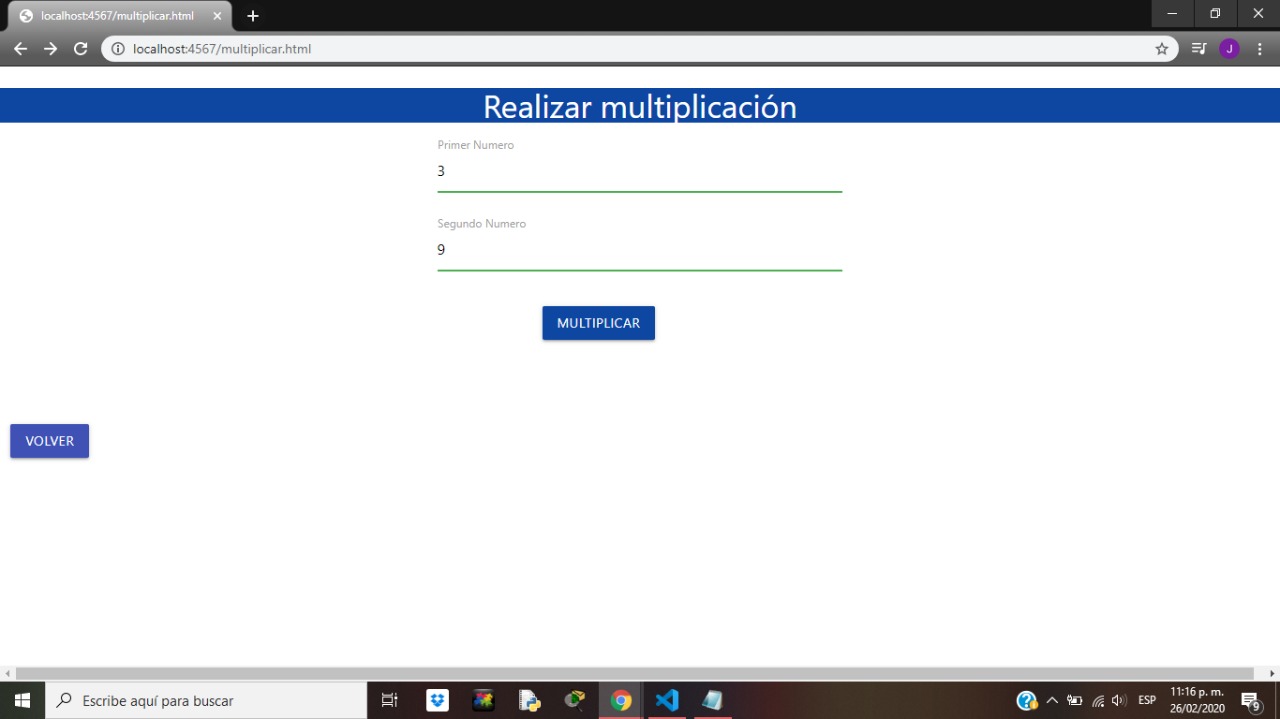 localhost:4567/multiplicar.html
localhost:4567/multiplicar.html
J
Realizar multiplicación
Primer Numero
3
Segundo Numero
9
MULTIPLICAR
VOLVER
Escribe aquí para buscar
ESP
11:16 p. m.
26/02/2020
9